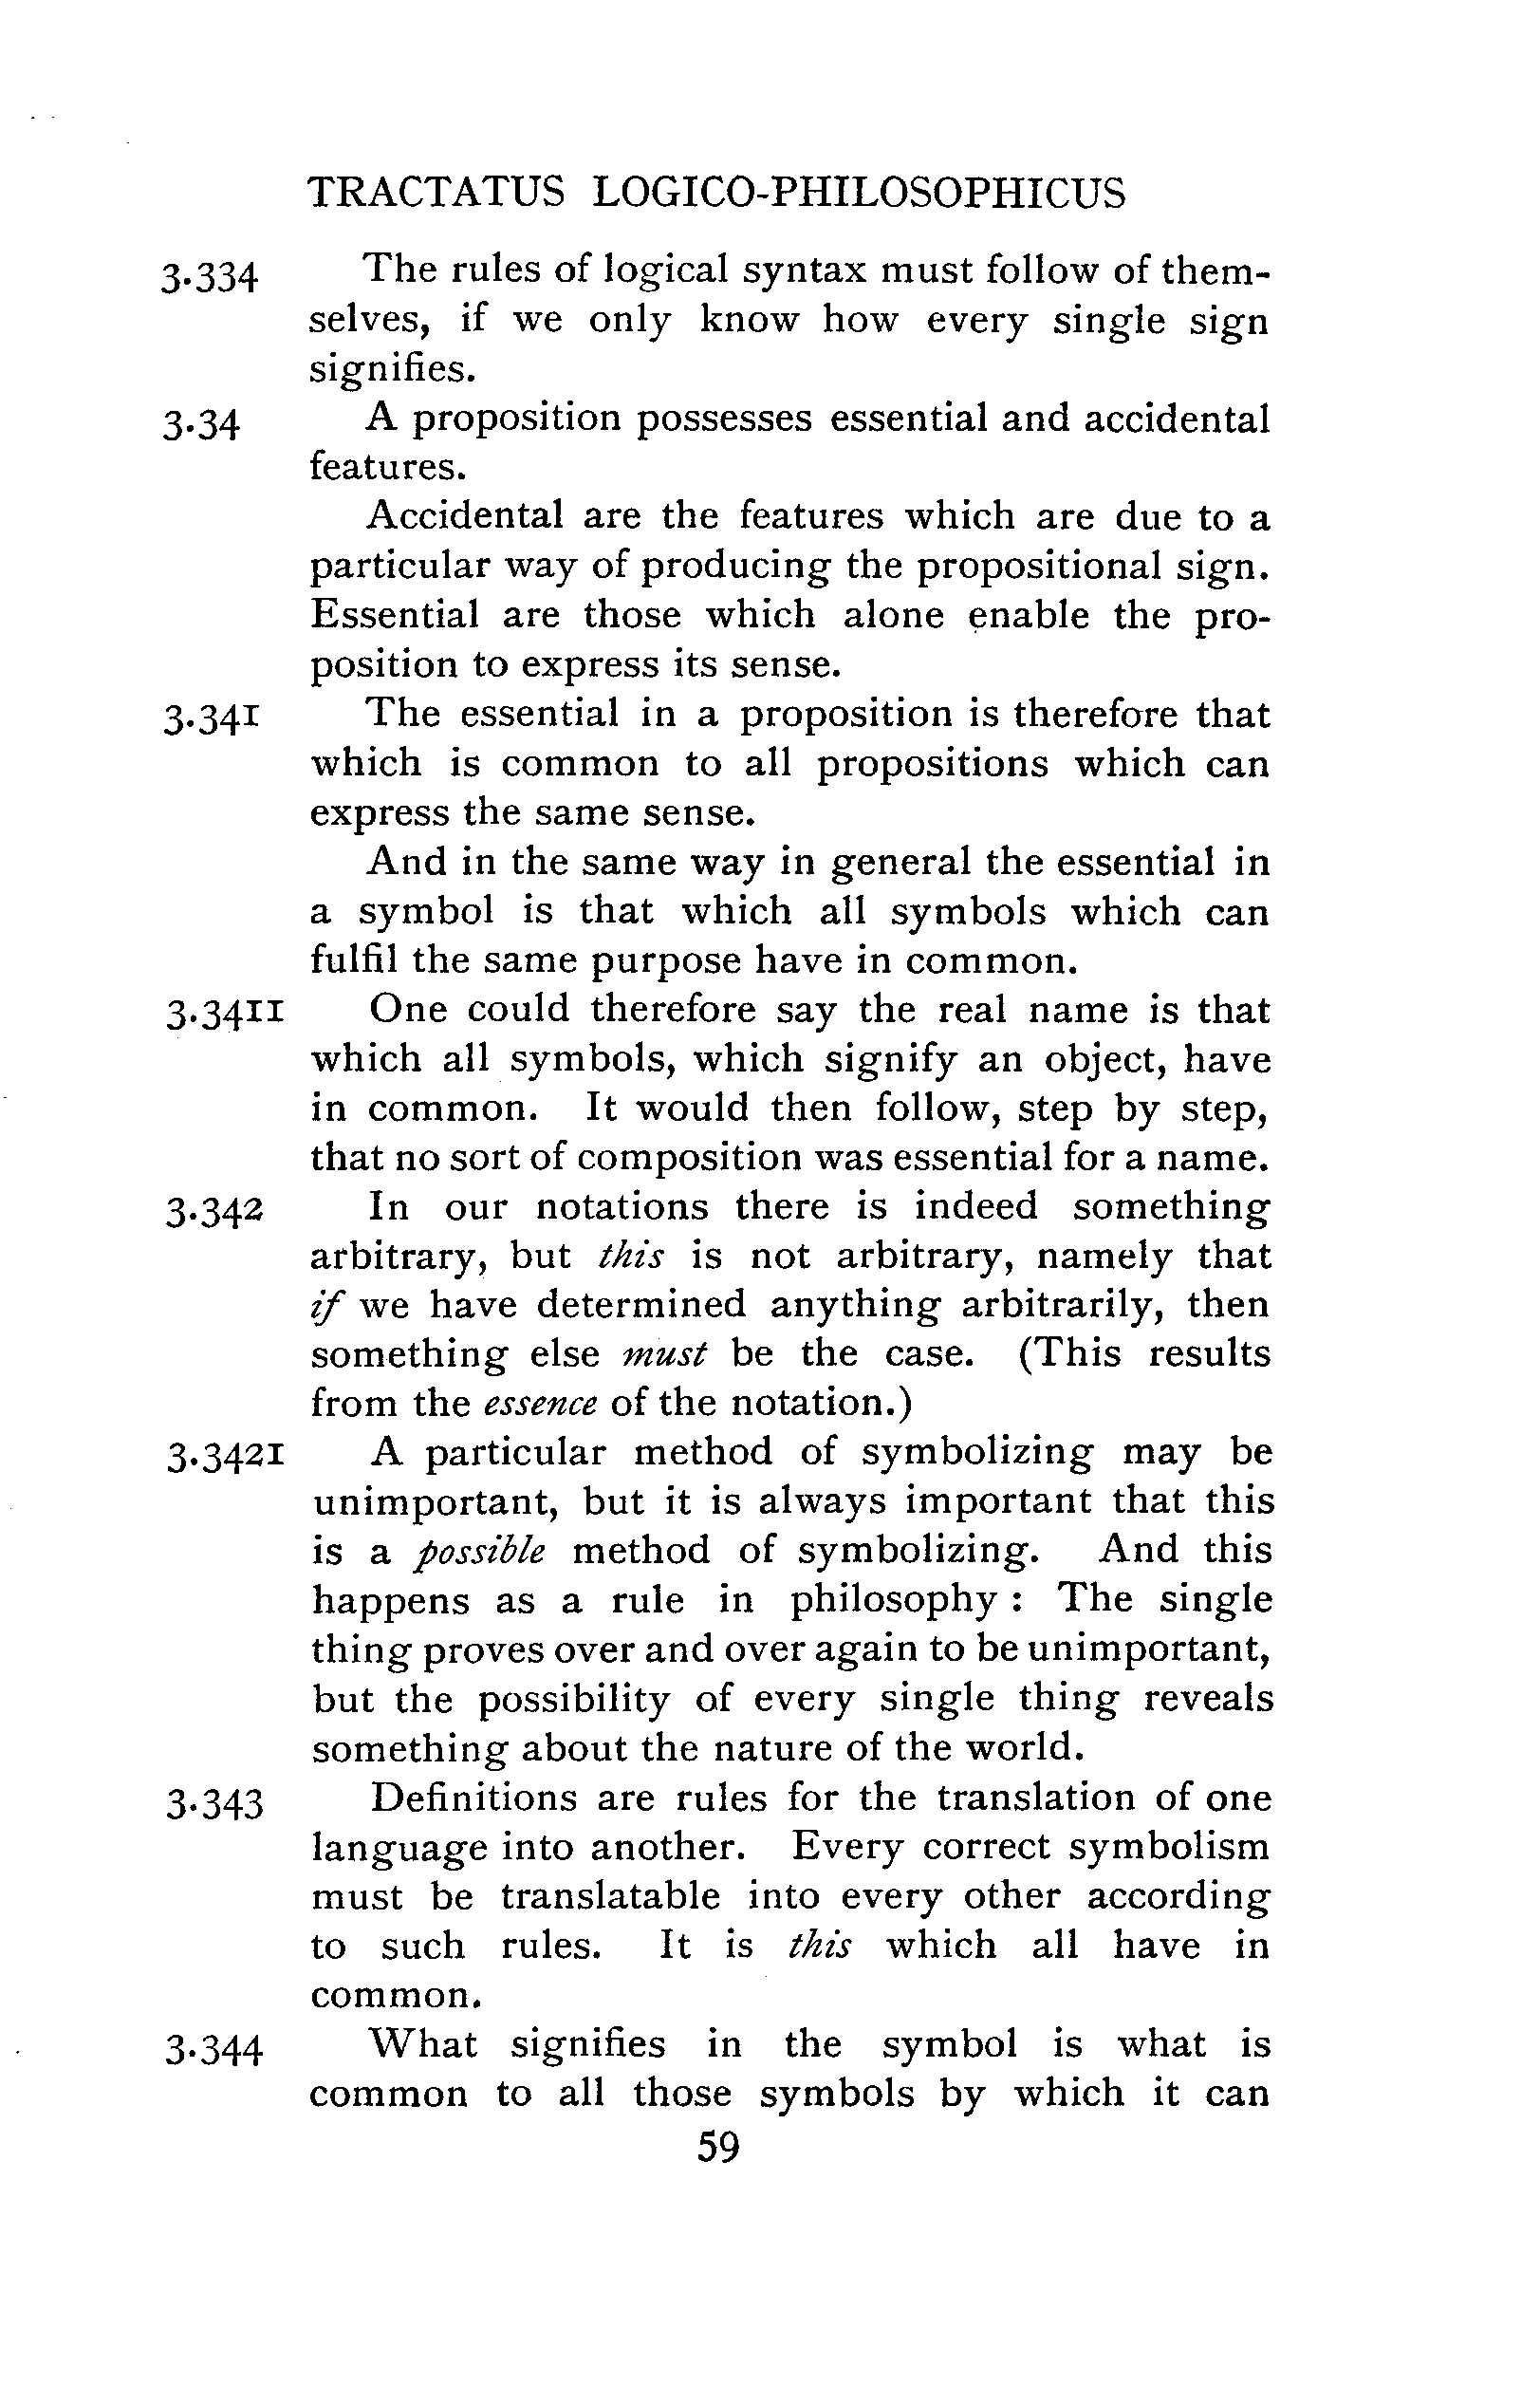 TRACTATUS LOGICO-PHILOSOPHICUS
3·334 The rules of logical syntax must follow of them-
selves, if we only know how every single sign
signifies.
3·34 A proposition possesses essential and accidental
features.
Accidental are the features which are due to a
particular way of producing the propositional sign.
Essential are those which alone enable the pro-
position to express its sense.
3·341 The essential in a proposition is therefore that
which is common to all propositions which can
express the same sense.
And in the same way in general the essential in
a symbol is that which all symbols which can
fulfil the same purpose have in common.
3·3411 One could therefore say the real name is that
which all symbols, which signify an object, have
in common. It would then follow, step by step,
that no sort of composition was essential for a name.
3·342 In our notations there is indeed something
arbitrary, but this is not arbitrary, namely that
if we have determined anything arbitrarily, then
something else must be the case. (This results
from the essence of the notation.)
3·3421 A particular method of symbolizing may be
unimportant, but it is always important that this
is a possible method of symbolizing. And this
happens as a rule in philosophy : The single
thing proves over and over again to be unimportant,
but the possibility of every single thing reveals
something about the nature of the world.
3·343 Definitions are rules for the translation of one
language into another. Every correct symbolism
must be translatable into every other according
to such rules. It is this which all have in
common.
3·344 What signifies in the symbol is what is
common to all those symbols by which it can
59